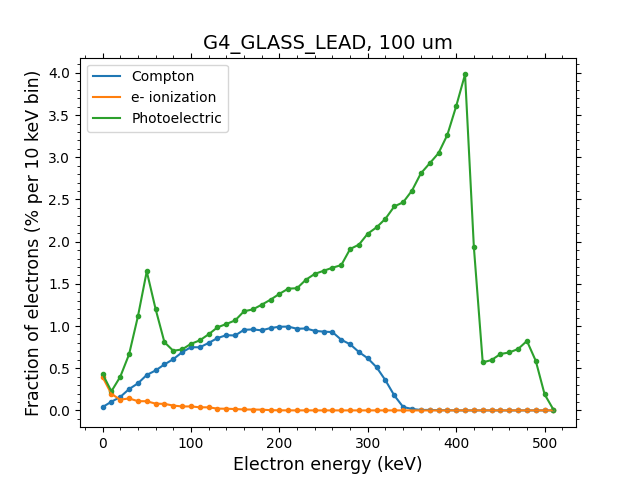 G4_GLASS_LEAD, 100 um
Compton
e- ionization
Photoelectric
Fraction of electrons (% per 10 keV bin)
4.0
3.5
3.0
2.5
2.0
1.5
1.0
0.5
0.0
0 100 200 300 400 500
Electron energy (keV)